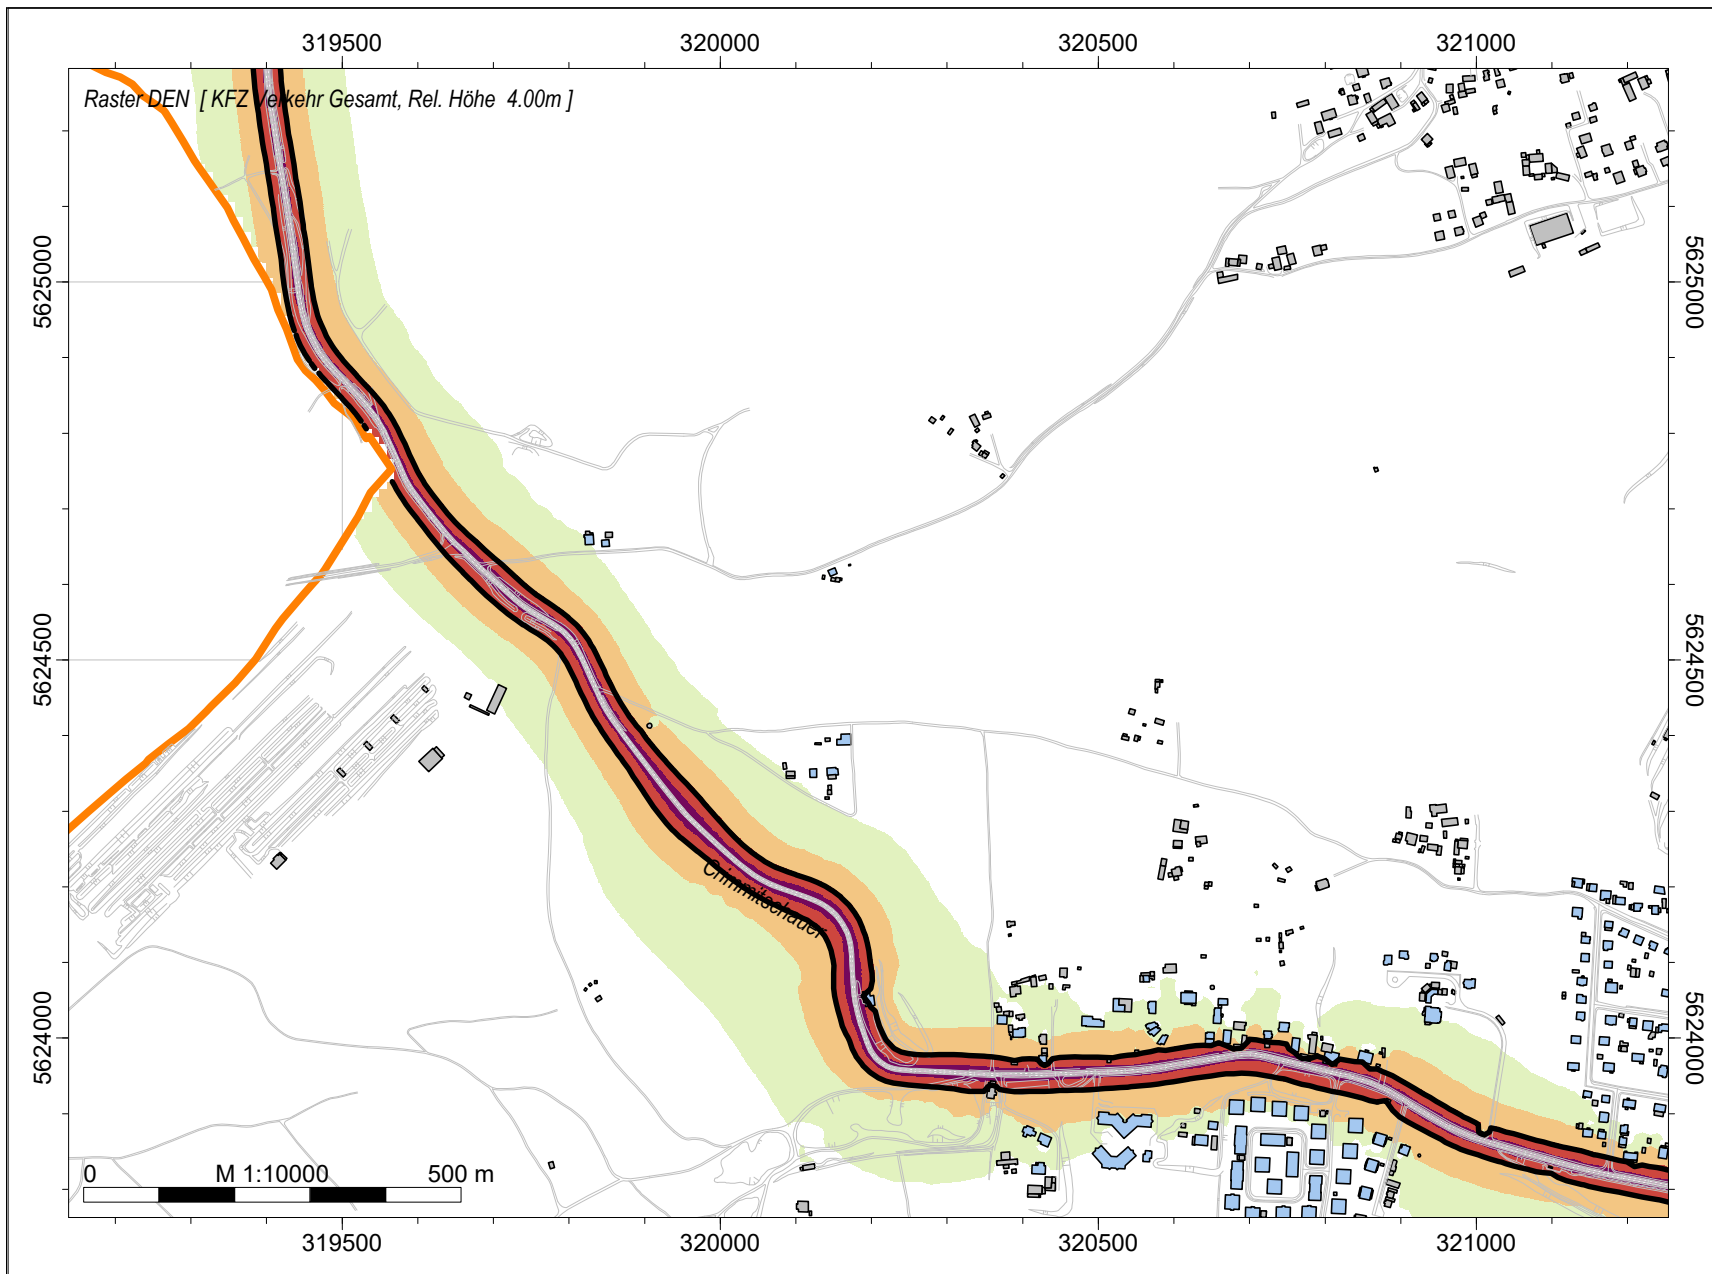 319500 320000 320500 321000
Raster DEN [ KFZ Verkehr Gesamt, Rel. Höhe 4.00m ]
5625000 5625000
5624500 5624500
Crimmitschauer
5624000 5624000
0 M 1:10000 500 m
319500 320000 320500 321000